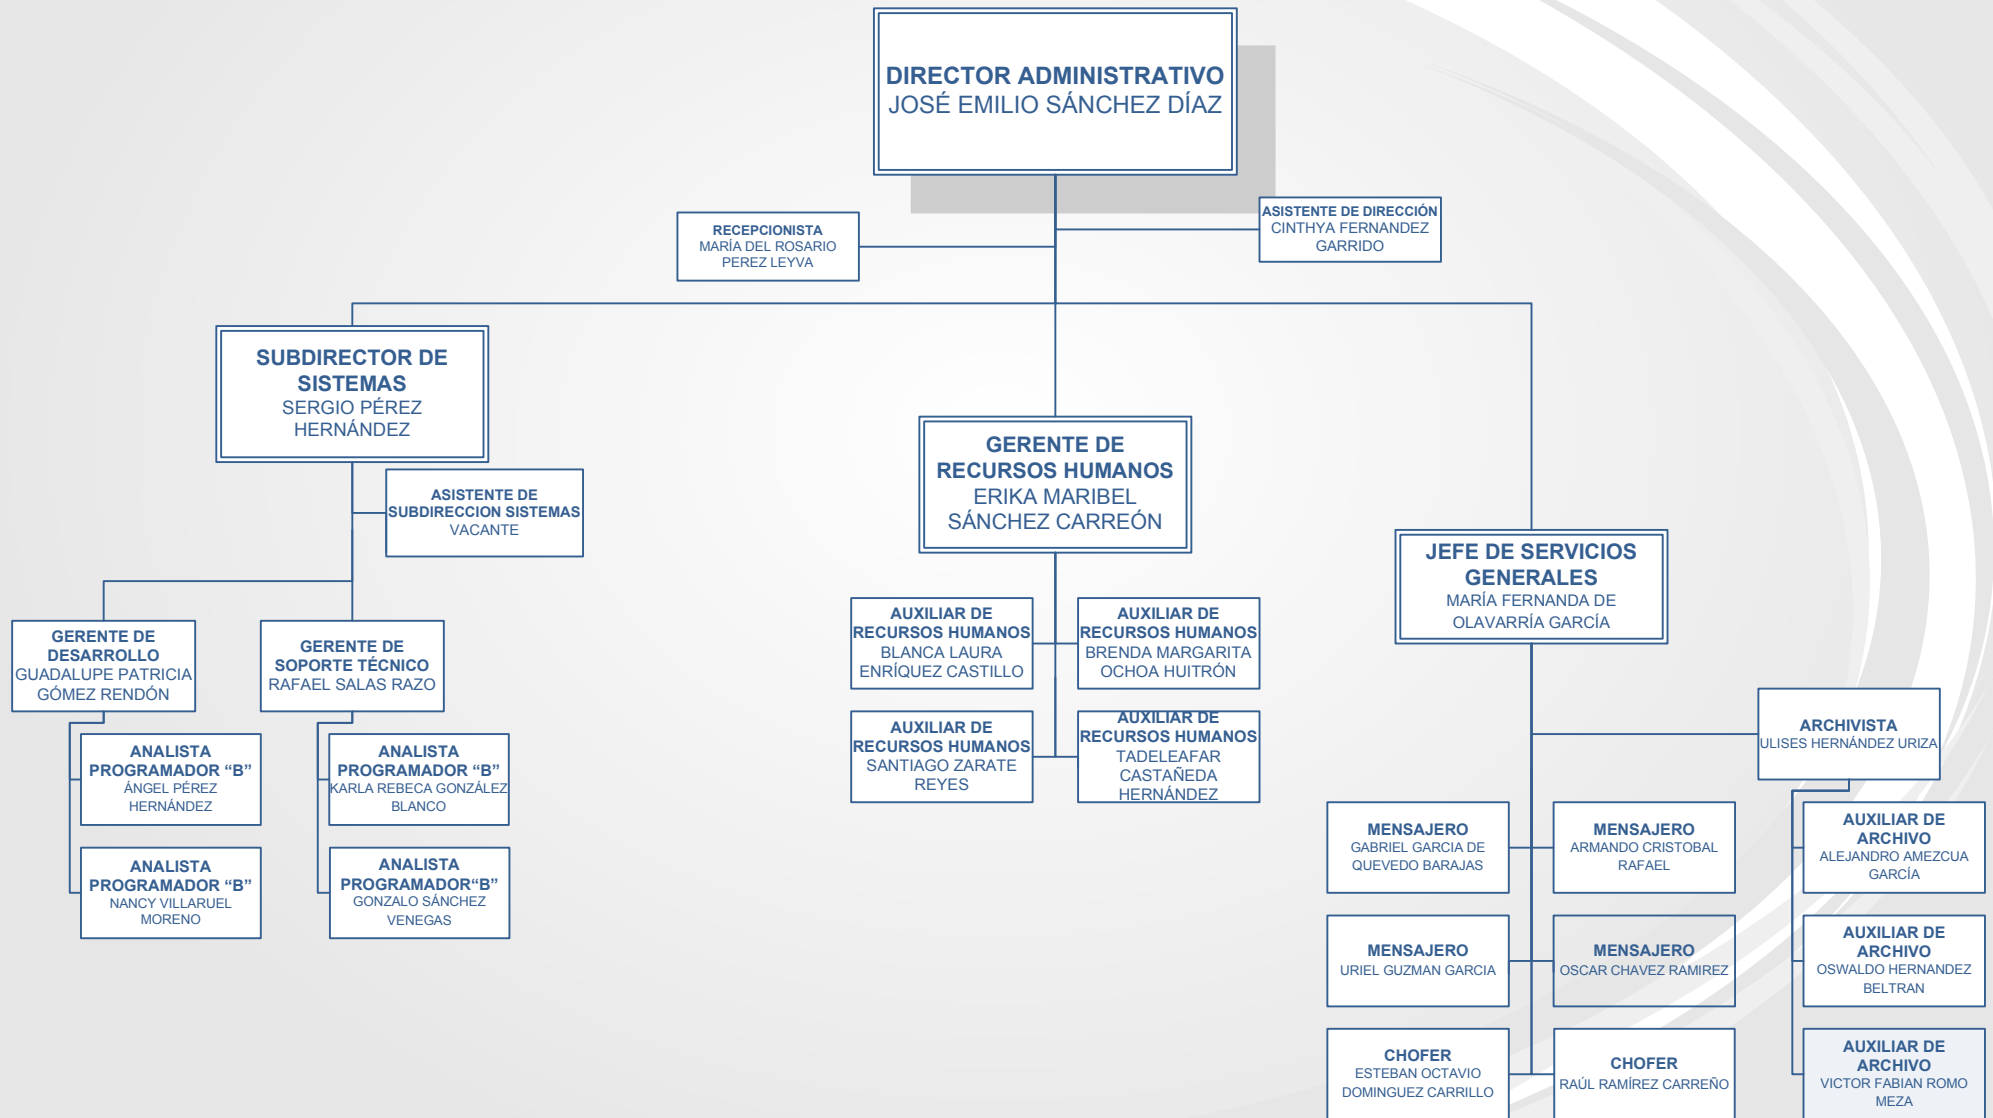 DIRECTOR ADMINISTRATIVO
JOSÉ EMILIO SÁNCHEZ DÍAZ
RECEPCIONISTA
MARÍA DEL ROSARIO
PEREZ LEYVA
ASISTENTE DE DIRECCIÓN
CINTHYA FERNANDEZ
GARRIDO
SUBDIRECTOR DE
SISTEMAS
SERGIO PÉREZ
HERNÁNDEZ
ASISTENTE DE
SUBDIRECCION SISTEMAS
VACANTE
GERENTE DE
DESARROLLO
GUADALUPE PATRICIA
GÓMEZ RENDÓN
GERENTE DE
SOPORTE TÉCNICO
RAFAEL SALAS RAZO
ANALISTA
PROGRAMADOR “B”
ÁNGEL PÉREZ
HERNÁNDEZ
ANALISTA
PROGRAMADOR “B”
KARLA REBECA GONZÁLEZ
BLANCO
ANALISTA
PROGRAMADOR “B”
NANCY VILLARUEL
MORENO
ANALISTA
PROGRAMADOR“B”
GONZALO SÁNCHEZ
VENEGAS
GERENTE DE
RECURSOS HUMANOS
ERIKA MARIBEL
SÁNCHEZ CARREÓN
AUXILIAR DE
RECURSOS HUMANOS
BLANCA LAURA
ENRÍQUEZ CASTILLO
AUXILIAR DE
RECURSOS HUMANOS
BRENDA MARGARITA
OCHOA HUITRÓN
AUXILIAR DE
RECURSOS HUMANOS
SANTIAGO ZARATE
REYES
AUXILIAR DE
RECURSOS HUMANOS
TADELEAFAR
CASTAÑEDA
HERNÁNDEZ
JEFE DE SERVICIOS
GENERALES
MARÍA FERNANDA DE
OLAVARRÍA GARCÍA
ARCHIVISTA
ULISES HERNÁNDEZ URIZA
MENSAJERO
GABRIEL GARCIA DE
QUEVEDO BARAJAS
MENSAJERO
ARMANDO CRISTOBAL
RAFAEL
AUXILIAR DE
ARCHIVO
ALEJANDRO AMEZCUA
GARCÍA
MENSAJERO
URIEL GUZMAN GARCIA
MENSAJERO
OSCAR CHAVEZ RAMIREZ
AUXILIAR DE
ARCHIVO
OSWALDO HERNANDEZ
BELTRAN
CHOFER
ESTEBAN OCTAVIO
DOMINGUEZ CARRILLO
CHOFER
RAÚL RAMÍREZ CARREÑO
AUXILIAR DE
ARCHIVO
VICTOR FABIAN ROMO
MEZA